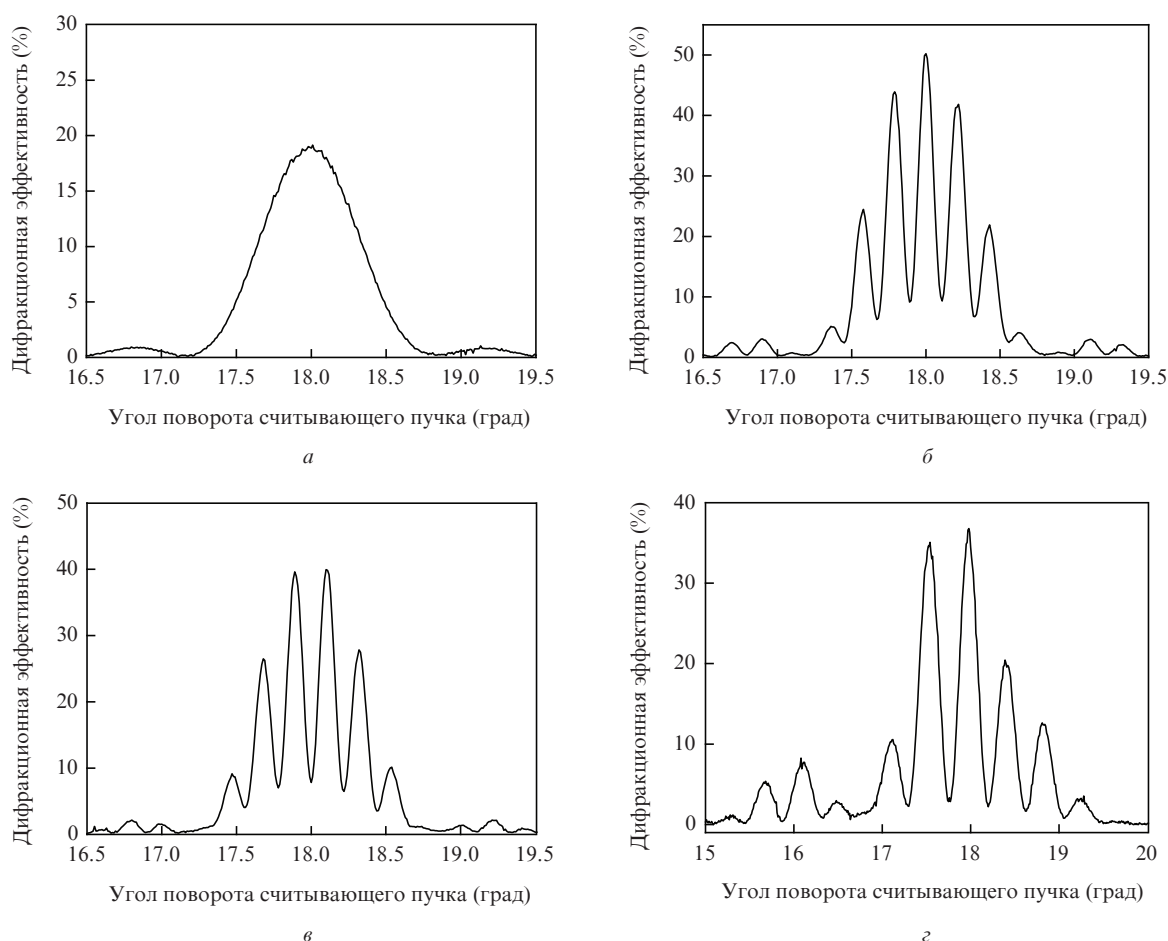 Дифракционная эффективность (%)
30
25
20
15
10
5
0
16.5 17.0 17.5 18.0 18.5 19.0 19.5
Угол поворота считывающего пучка (град)
а
Дифракционная эффективность (%)
50
40
30
20
10
0
16.5 17.0 17.5 18.0 18.5 19.0 19.5
Угол поворота считывающего пучка (град)
б
Дифракционная эффективность (%)
50
40
30
20
10
0
16.5 17.0 17.5 18.0 18.5 19.0 19.5
Угол поворота считывающего пучка (град)
в
Дифракционная эффективность (%)
40
30
20
10
0
15 16 17 18 19 20
Угол поворота считывающего пучка (град)
г